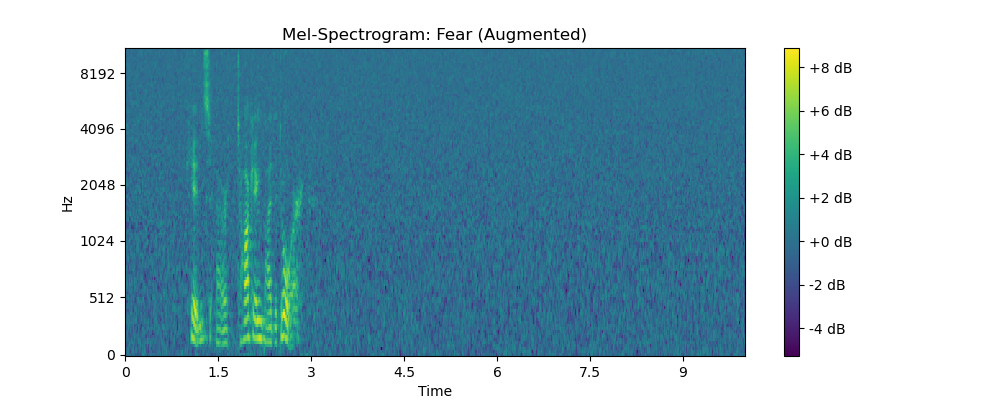 Mel-Spectrogram: Fear (Augmented)
8192
4096
2048
1024
512
0
Hz
0 1.5 3 4.5 6 7.5 9
Time
+8 dB
+6 dB
+4 dB
+2 dB
+0 dB
-2 dB
-4 dB